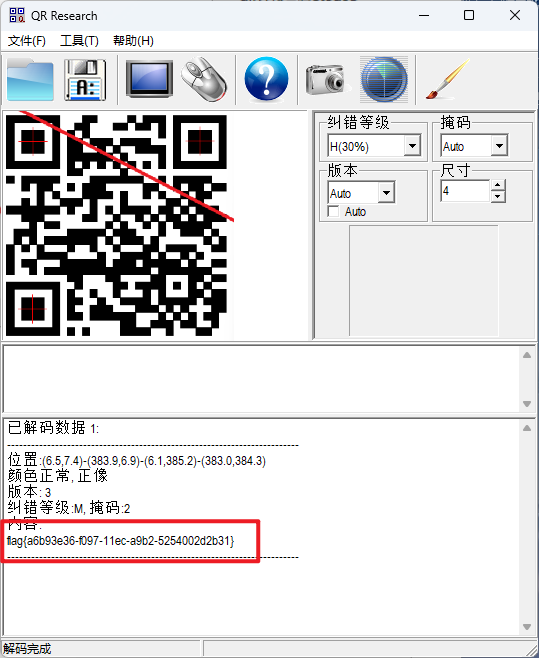 QR Research
文件(F) 工具(T) 帮助(H)
A:
纠错等级
掩码
H(30%)
Auto
版本
尺寸
Auto
4
Auto
已解码数据 1:
------------------------------------------------------------------------
位置:(6.5,7.4)-(383.9,6.9)-(6.1,385.2)-(383.0,384.3)
颜色正常, 正像
版本: 3
纠错等级:M, 掩码:2
内容:
flag{a6b93e36-f097-11ec-a9b2-5254002d2b31}
------------------------------------------------------------------------
解码完成